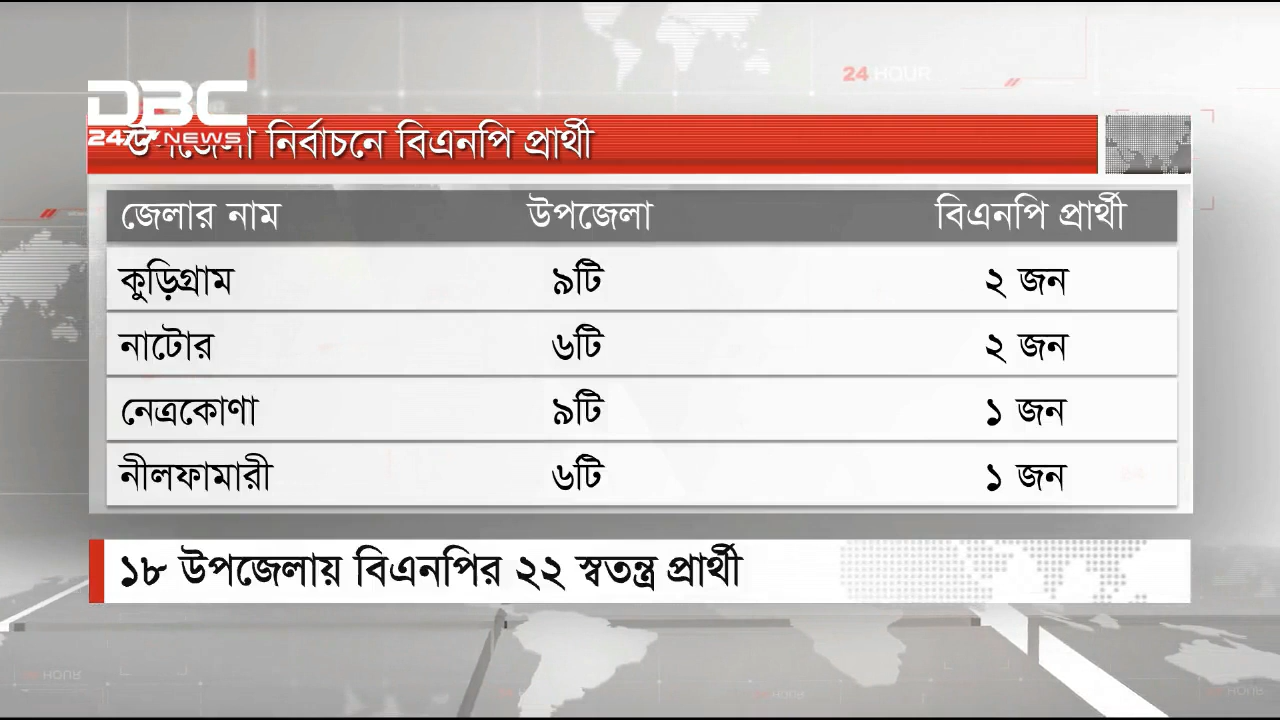 DBC
24/7 NEWS
উপজেলা নির্বাচনে বিএনপি প্রার্থী
24 HOUR
জেলার নাম উপজেলা বিএনপি প্রার্থী
কুড়িগ্রাম ৯টি ২ জন
নাটোর ৬টি ২ জন
নেত্রকোণা ৯টি ১ জন
নীলফামারী ৬টি ১ জন
১৮ উপজেলায় বিএনপির ২২ স্বতন্ত্র প্রার্থী